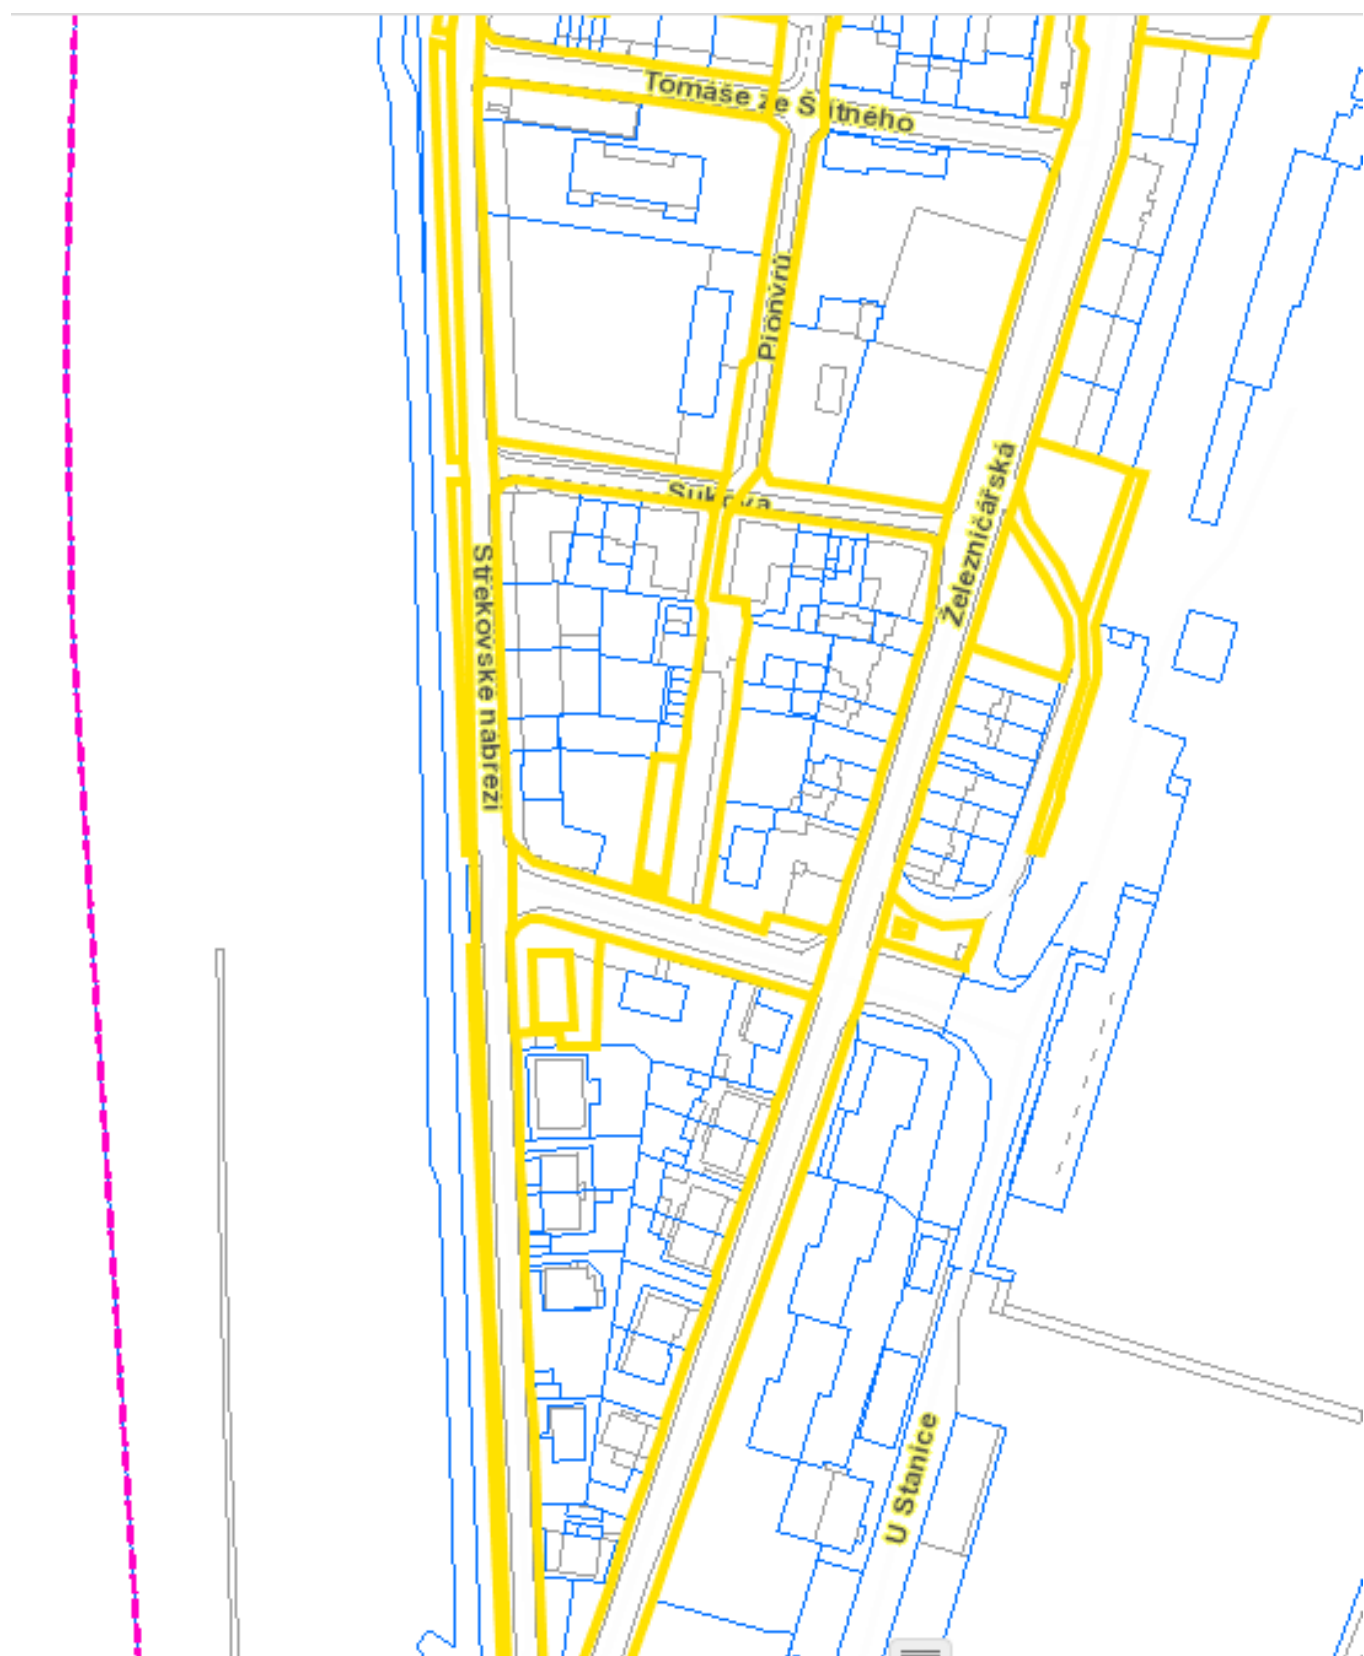 Tomáše ze Štítného
Pionýrů
Sukova
Železničářská
Střekovské nábřeží
U Stanice